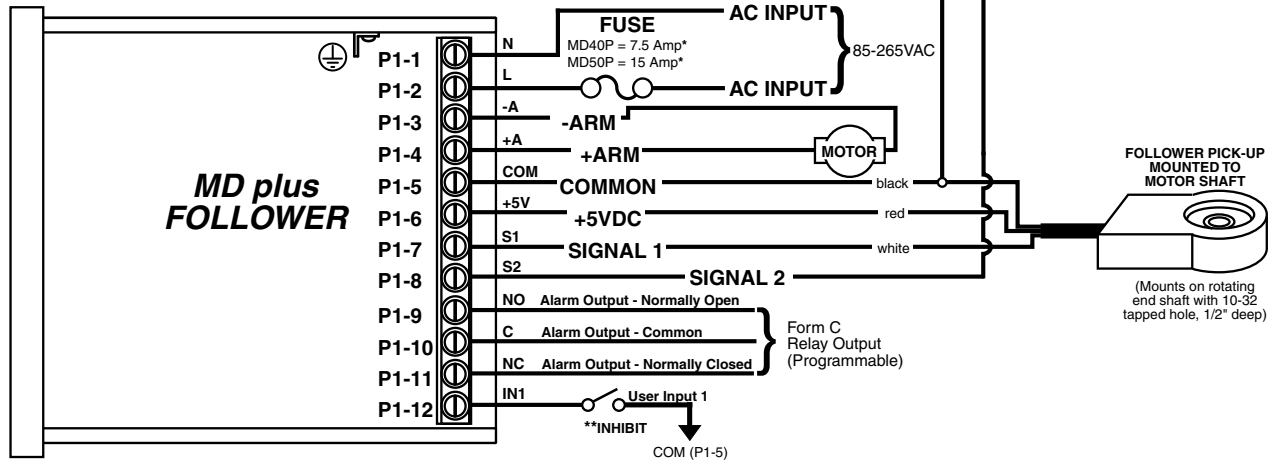 MD plus
FOLLOWER
P1-1
P1-2
P1-3
P1-4
P1-5
P1-6
P1-7
P1-8
P1-9
P1-10
P1-11
P1-12
N
L
-A
+A
COM
+5V
S1
S2
NO
C
NC
IN1
AC INPUT
FUSE
MD40P = 7.5 Amp*
MD50P = 15 Amp*
85-265VAC
AC INPUT
-ARM
+ARM
MOTOR
COMMON
black
+5VDC
red
SIGNAL 1
white
SIGNAL 2
Alarm Output - Normally Open
Alarm Output - Common
Alarm Output - Normally Closed
Form C
Relay Output
(Programmable)
User Input 1
**INHIBIT
COM (P1-5)
FOLLOWER PICK-UP
MOUNTED TO
MOTOR SHAFT
(Mounts on rotating
end shaft with 10-32
tapped hole, 1/2" deep)